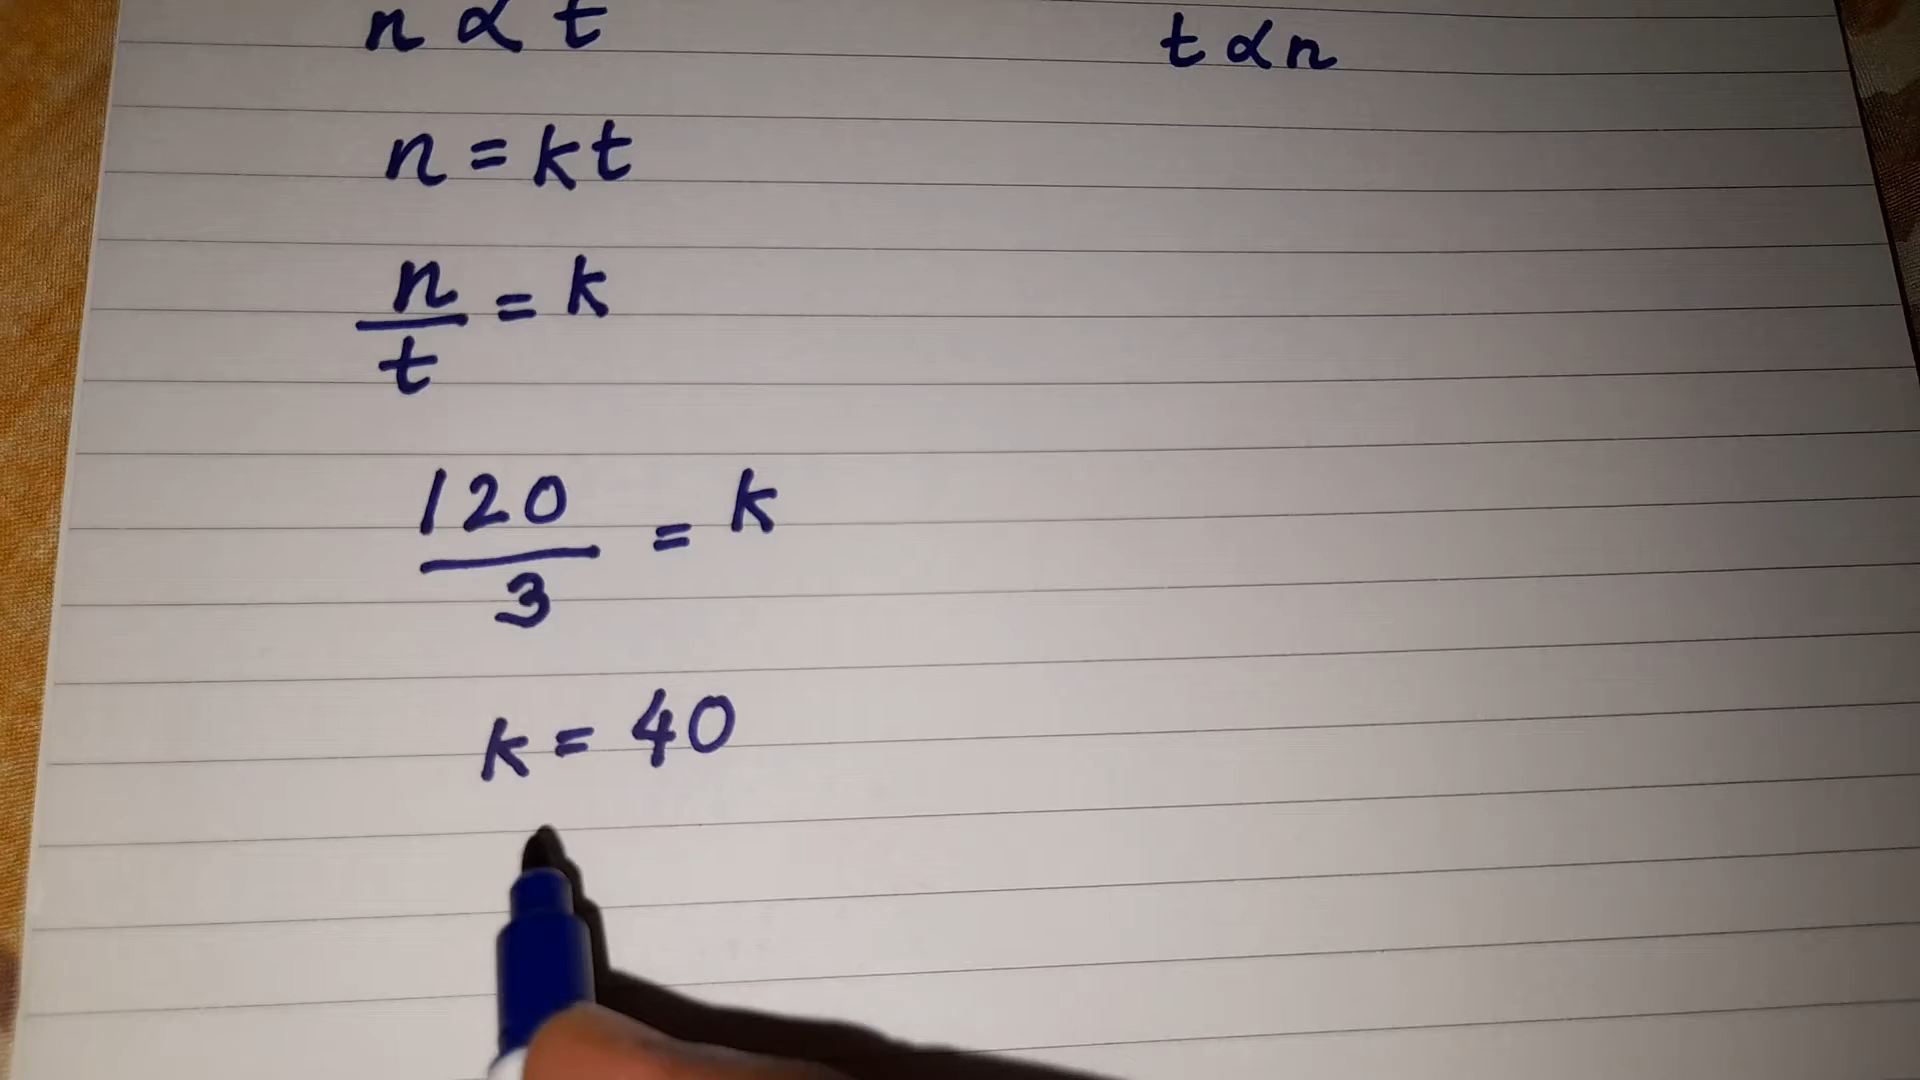 n ∝ t
t ∝ n
n = kt
n/t = k
120/3 = k
k = 40